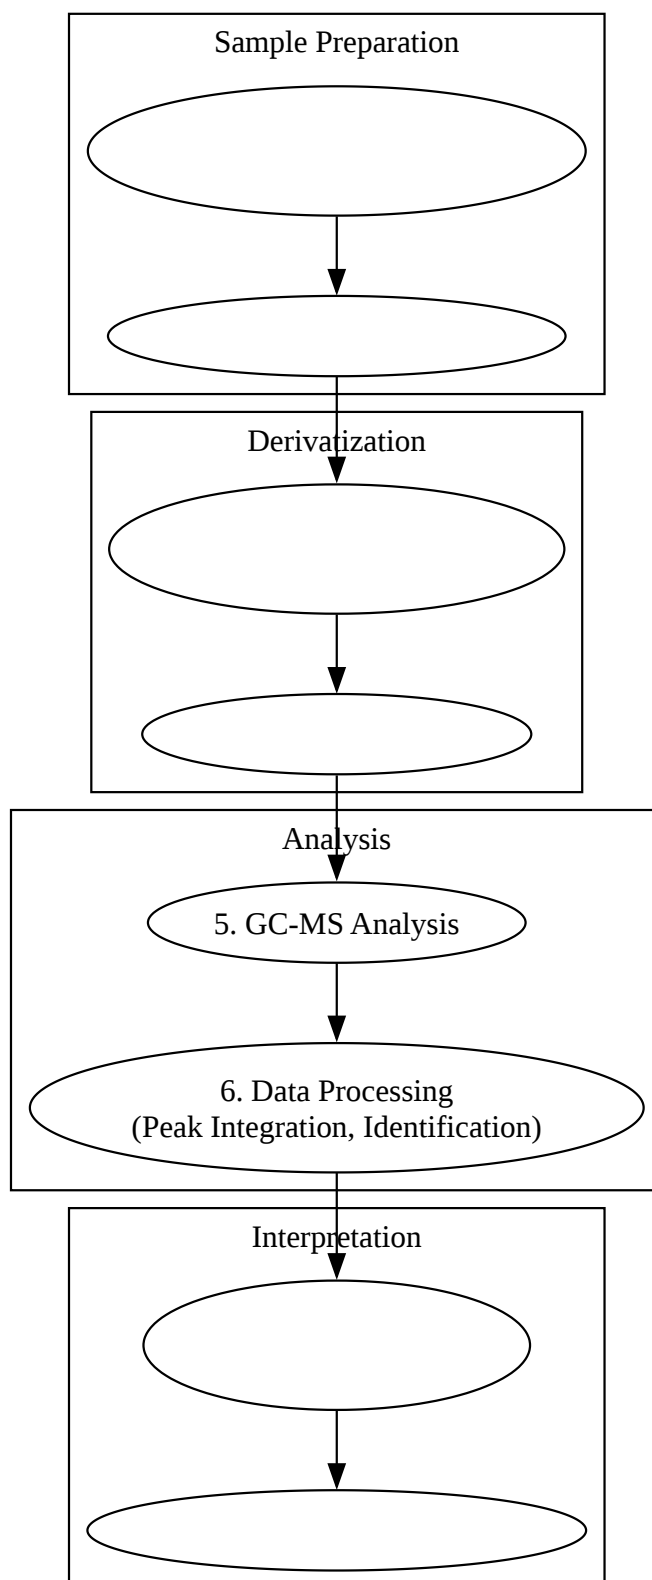 Sample Preparation
Derivatization
Analysis
5. GC-MS Analysis
6. Data Processing
(Peak Integration, Identification)
Interpretation